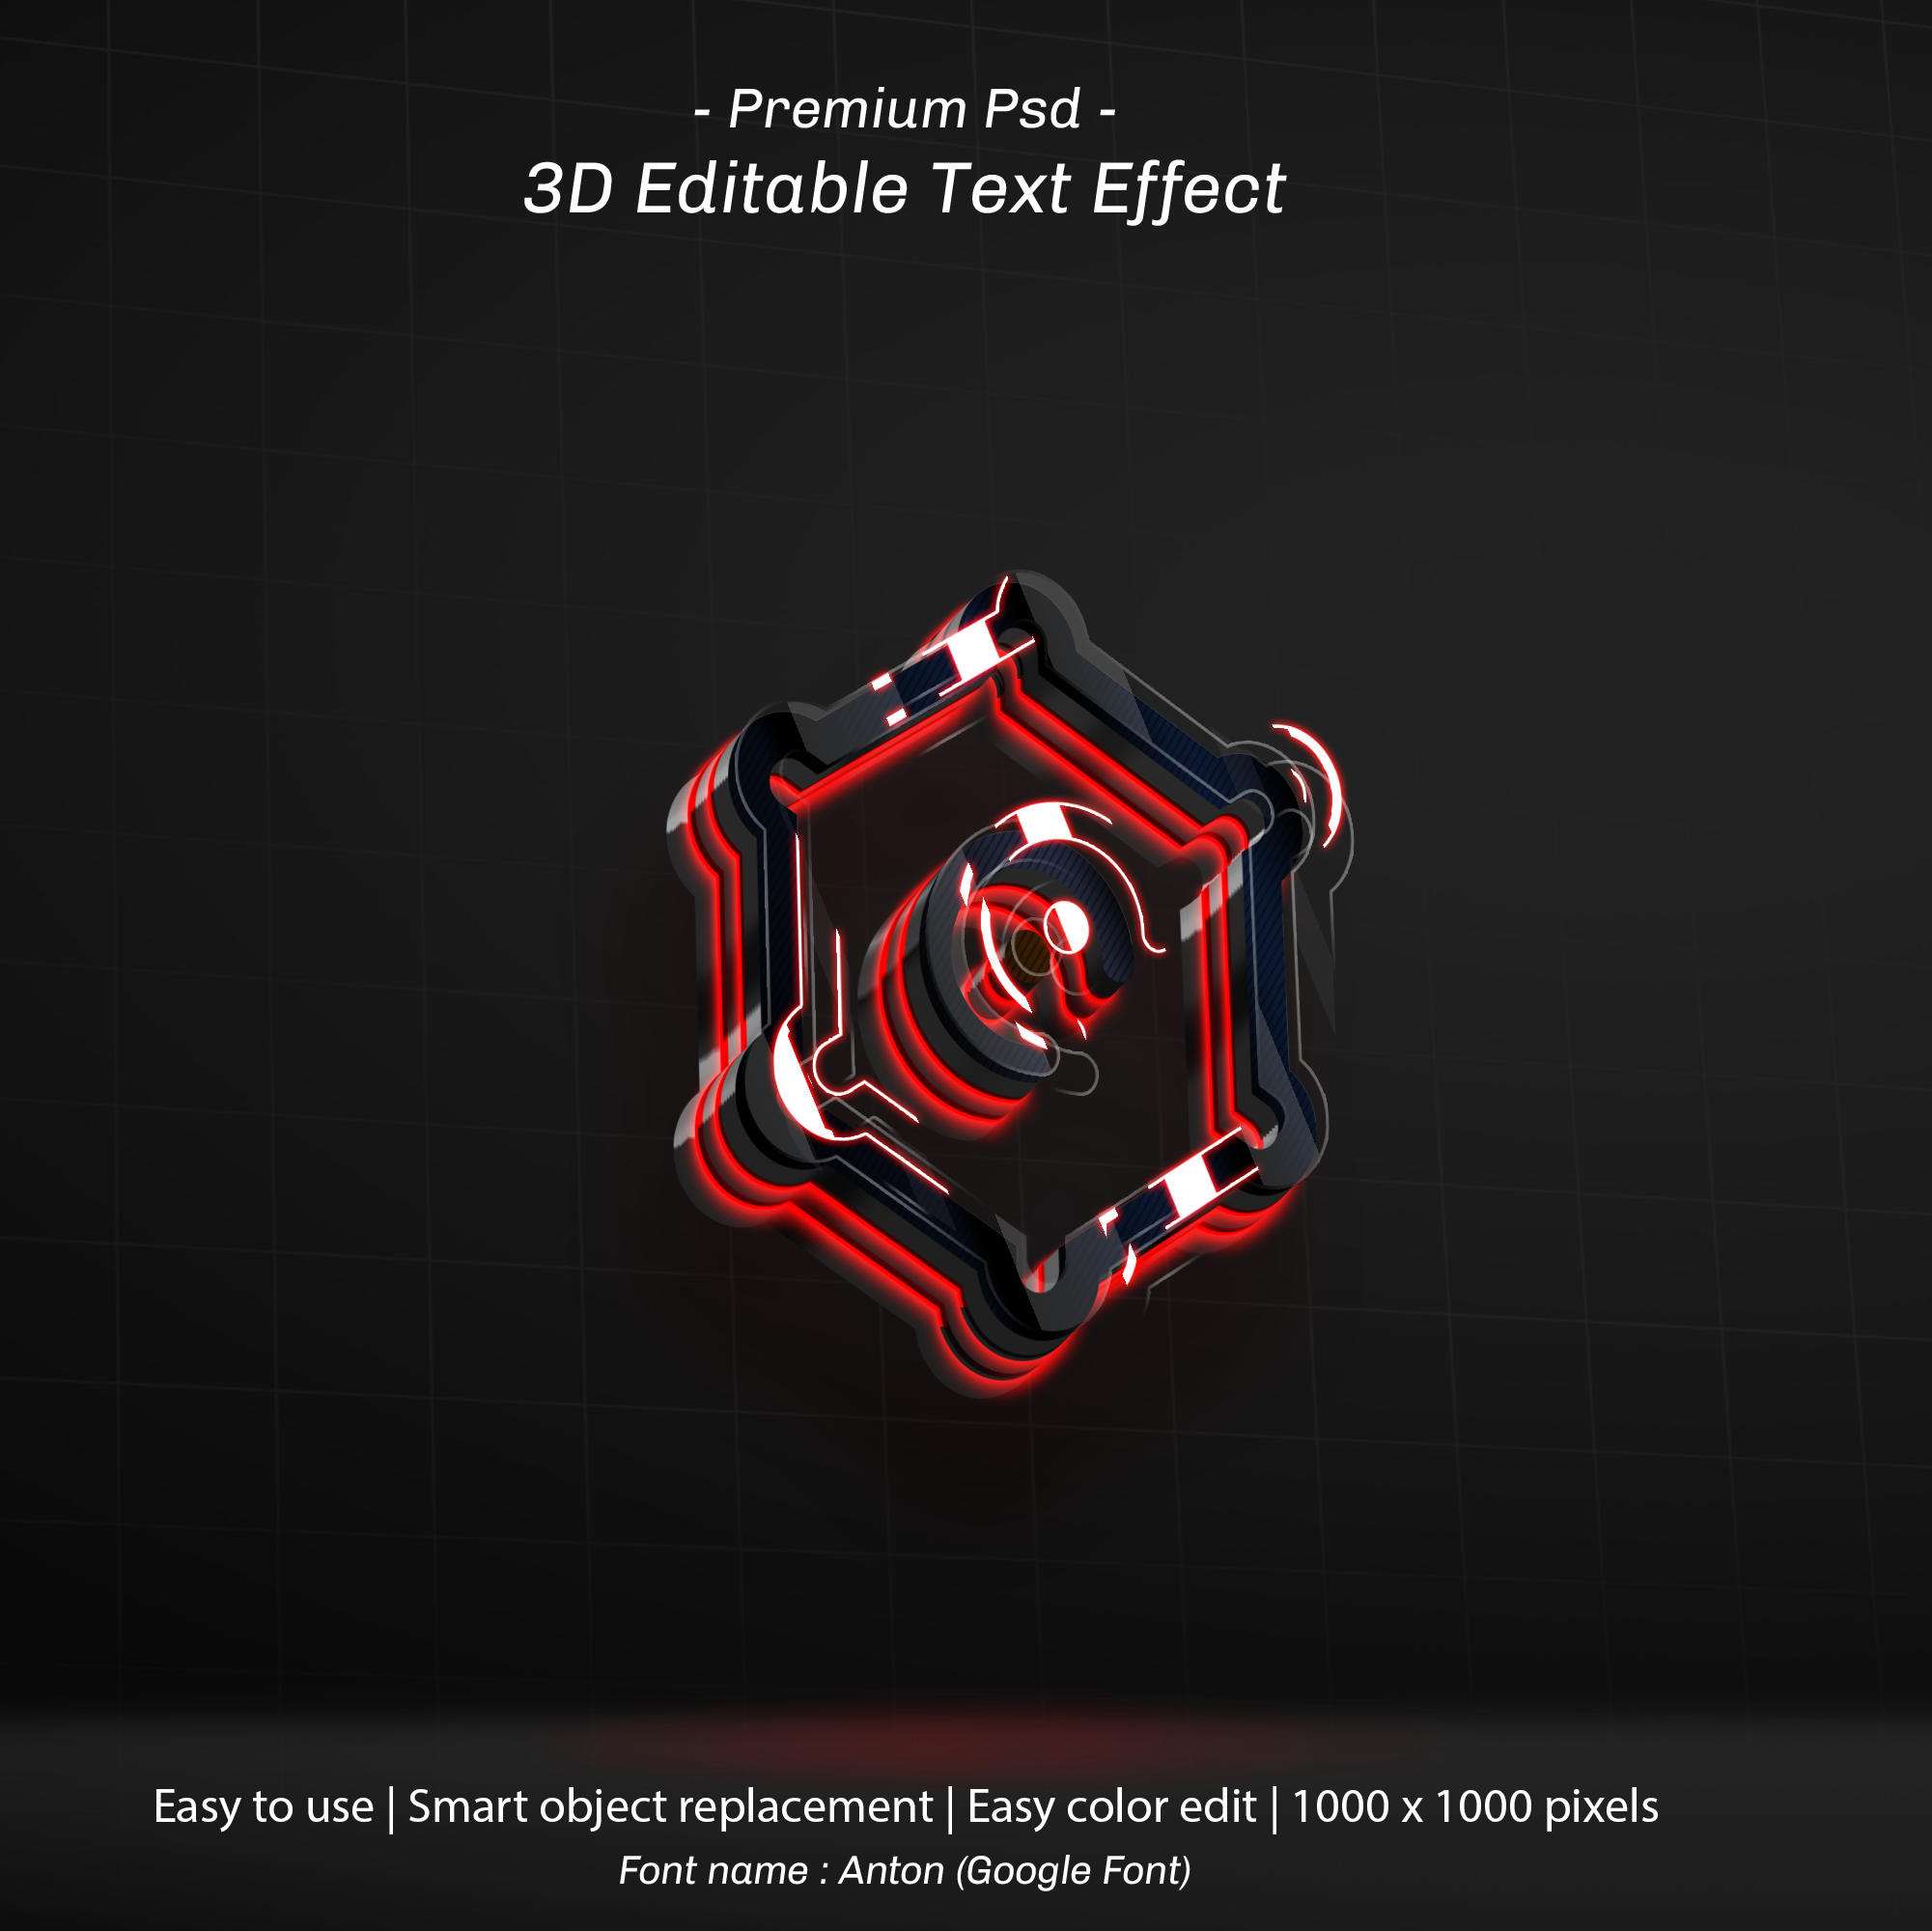 - Premium Psd -
3D Editable Text Effect
Easy to use | Smart object replacement | Easy color edit | 1000 x 1000 pixels
Font name : Anton (Google Font)